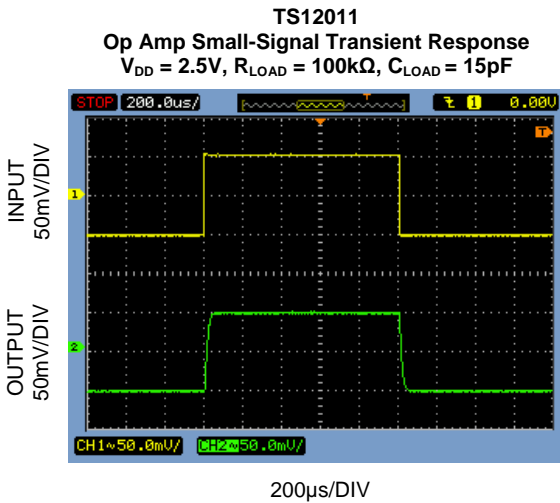 TS12011
Op Amp Small-Signal Transient Response
VDD = 2.5V, RLOAD = 100kΩ, CLOAD = 15pF
STOP 200.0us/ T 1 0.00V
T
INPUT
50mV/DIV
1
OUTPUT
50mV/DIV
2
CH1~50.0mV/ CH2~50.0mV/
200µs/DIV